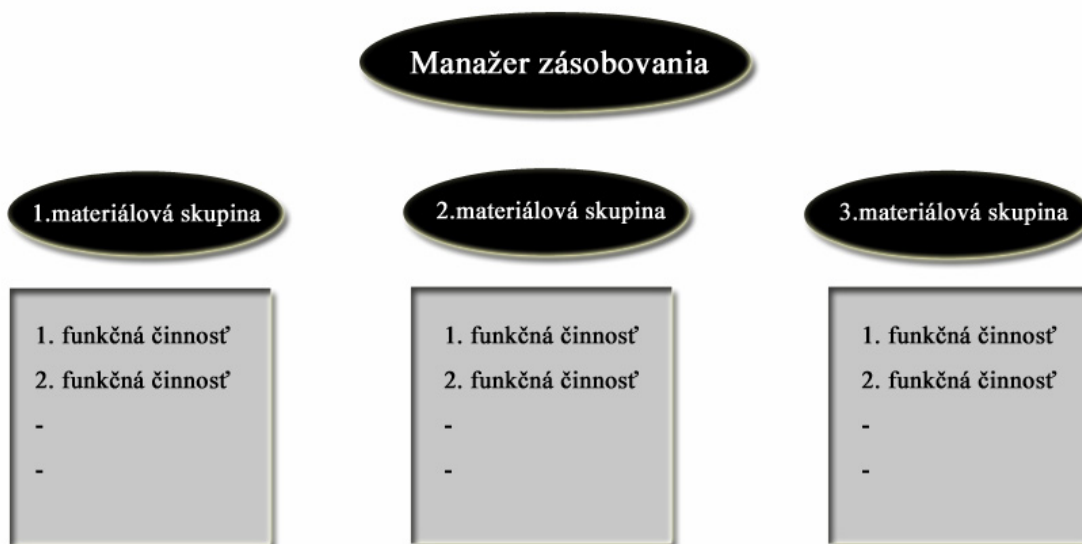 Manažer zásobovania
1.materiálová skupina
2.materiálová skupina
3.materiálová skupina
1. funkčná činnosť
2. funkčná činnosť
-
-
1. funkčná činnosť
2. funkčná činnosť
-
-
1. funkčná činnosť
2. funkčná činnosť
-
-